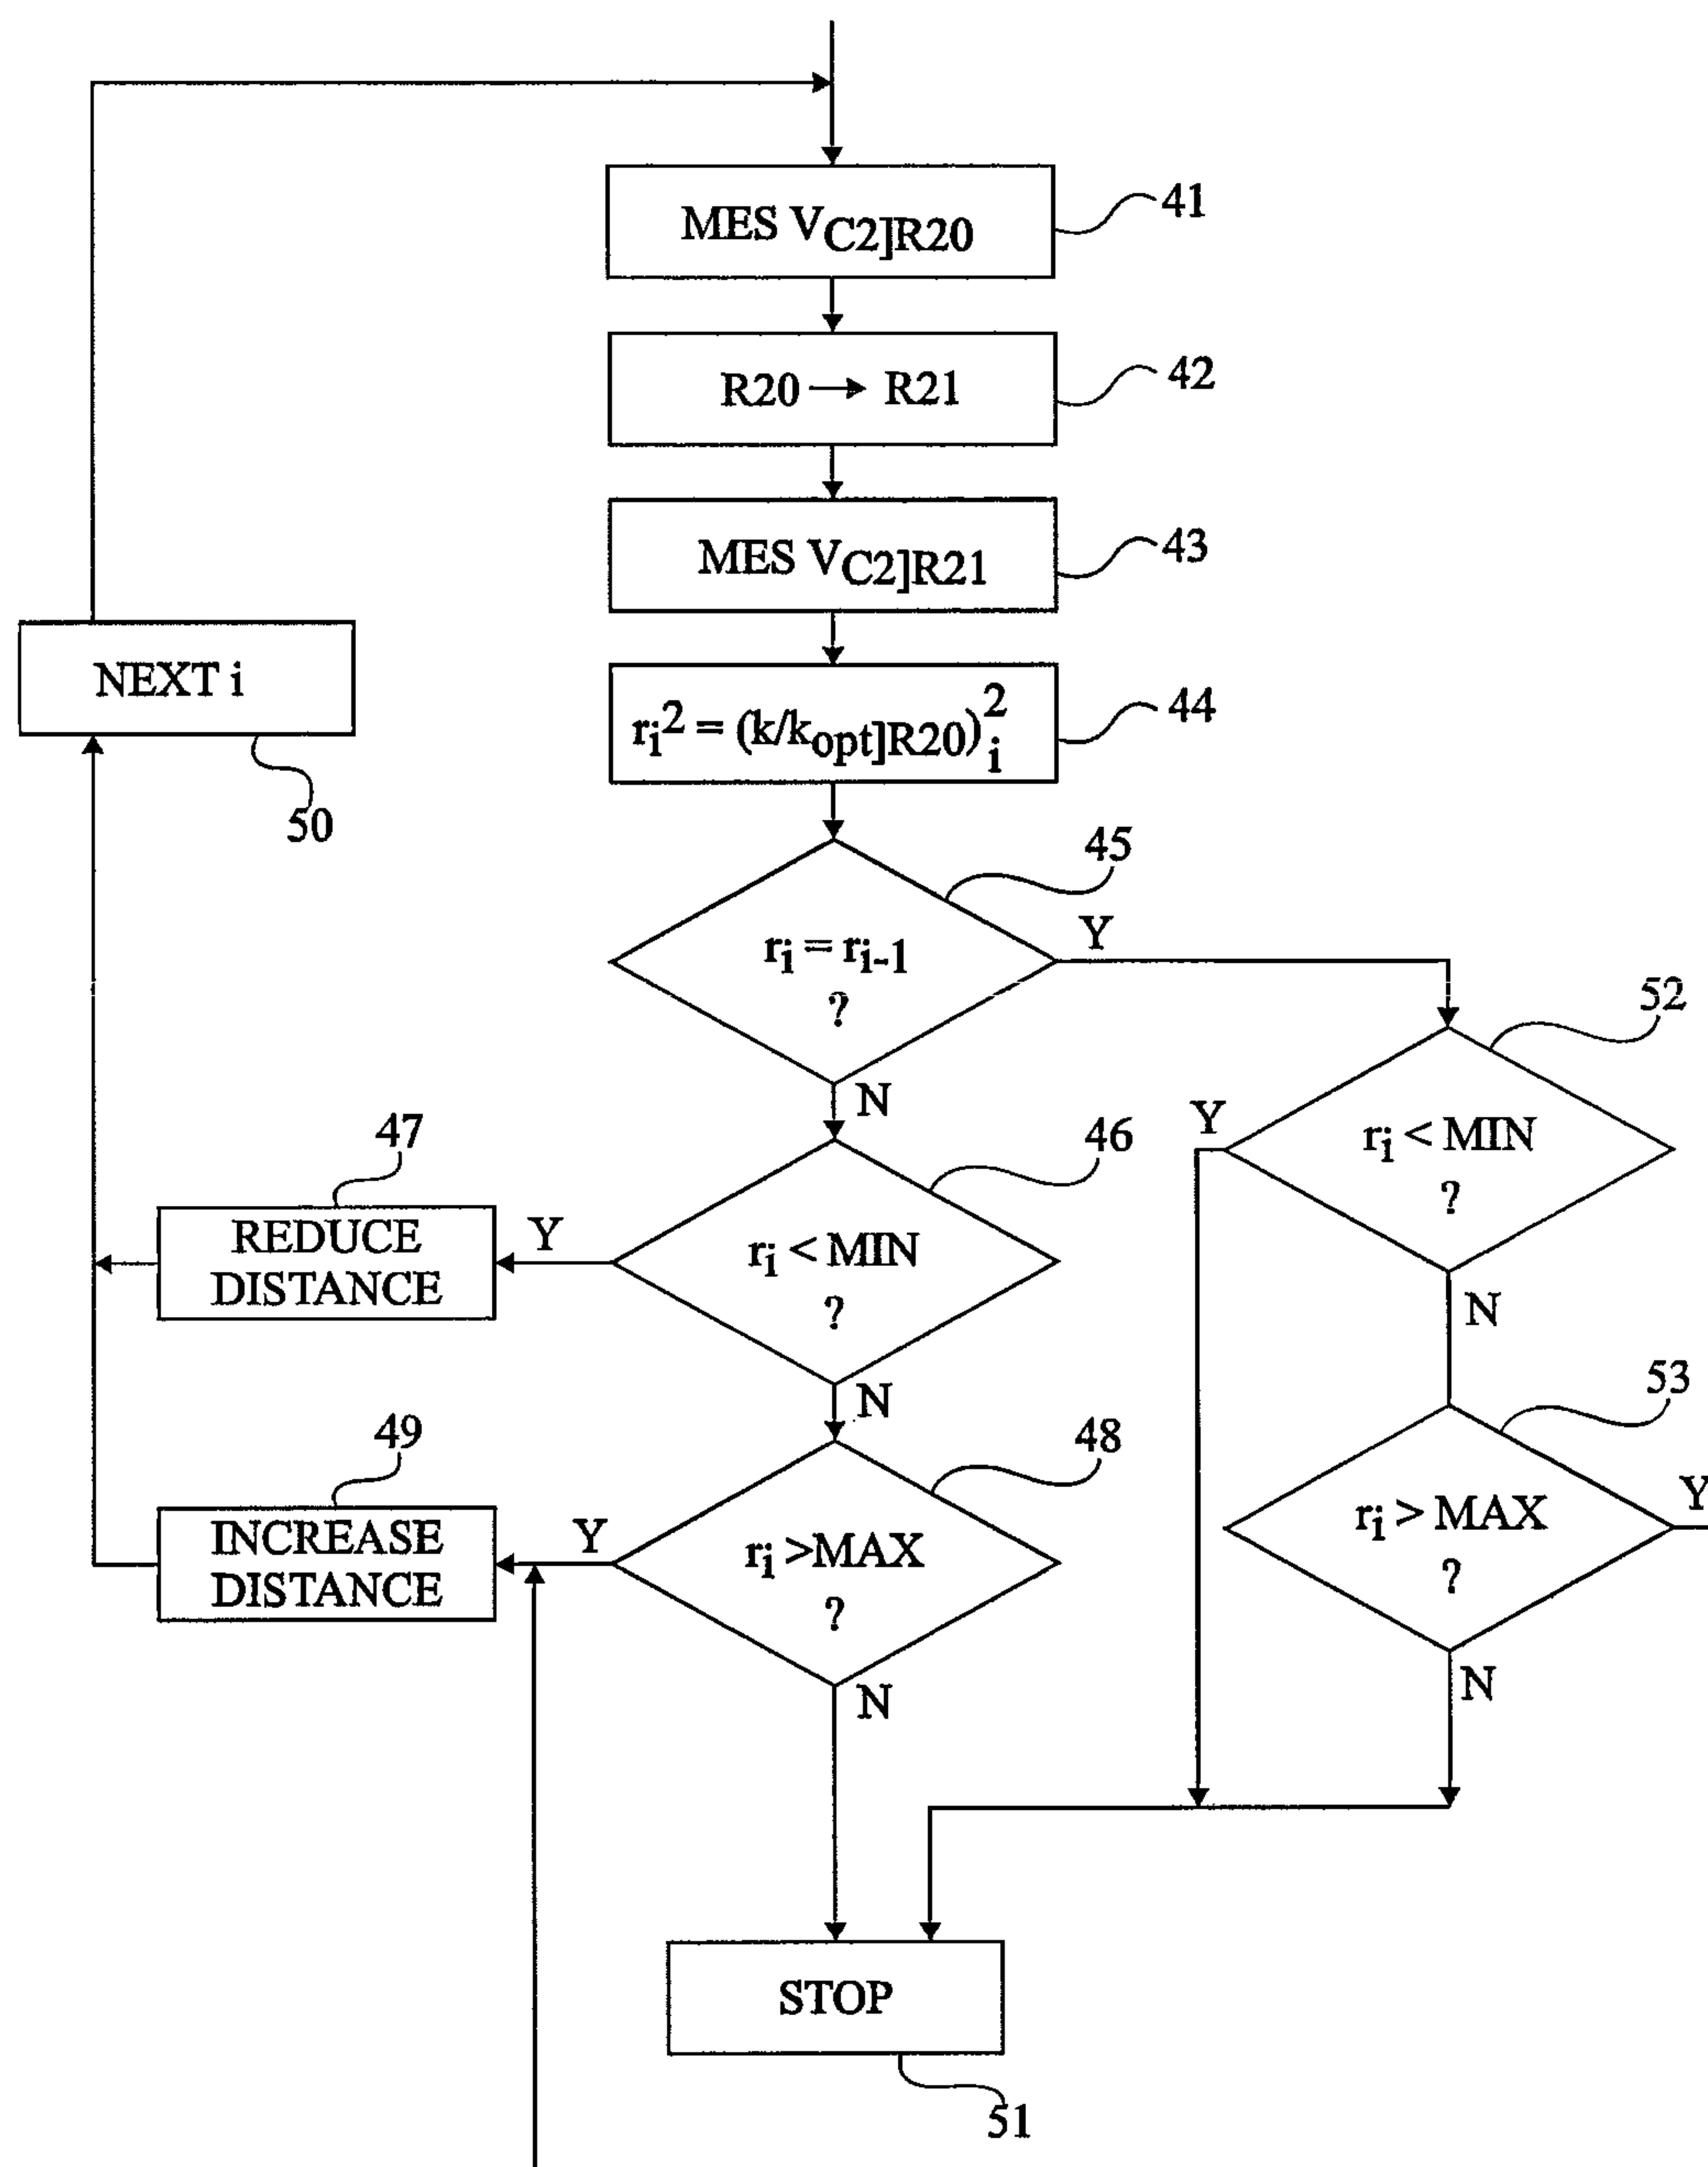 MES VC2]R20
41
R20 → R21
42
MES VC2]R21
43
NEXT i
50
ri2 = (k/kopt]R20)2i
44
45
ri = ri-1
?
Y
N
52
ri < MIN
?
Y
N
46
ri < MIN
?
Y
N
47
REDUCE
DISTANCE
53
ri > MAX
?
Y
N
48
ri >MAX
?
Y
N
49
INCREASE
DISTANCE
STOP
51